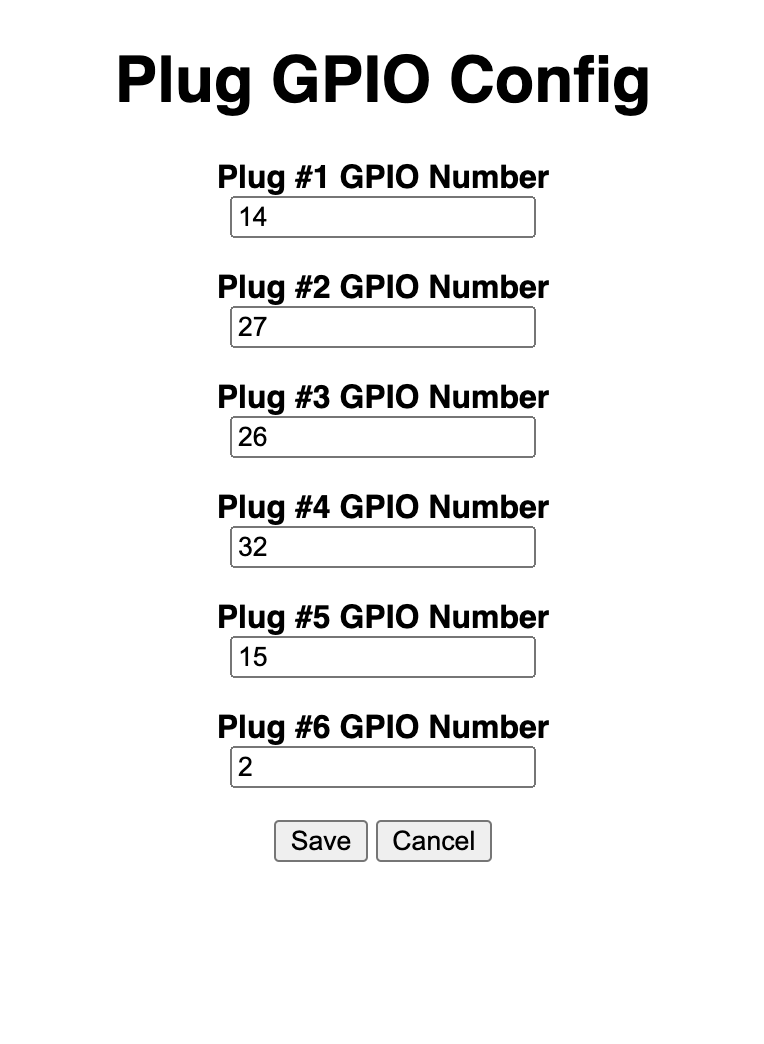 Plug GPIO Config
Plug #1 GPIO Number
14
Plug #2 GPIO Number
27
Plug #3 GPIO Number
26
Plug #4 GPIO Number
32
Plug #5 GPIO Number
15
Plug #6 GPIO Number
2
Save Cancel